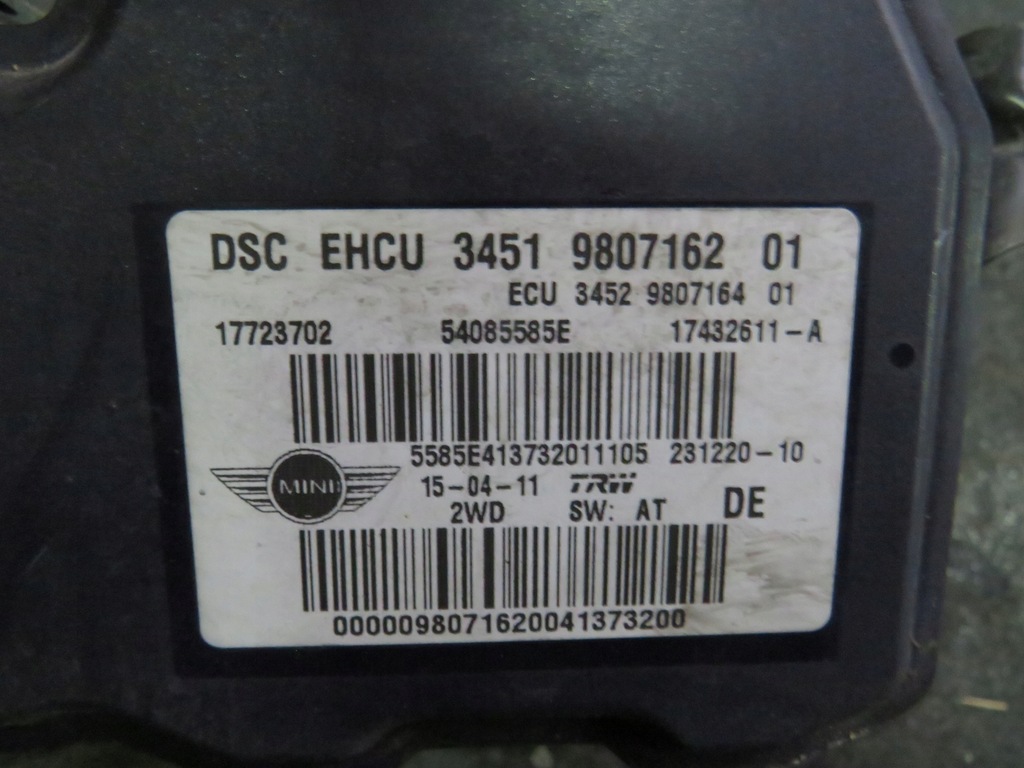 DSC EHCU 3451 9807162 01
ECU 3452 9807164 01
17723702 54085585E 17432611-A
5585E413732011105 231220-10
MINI 15-04-11 TRW
2WD SW: AT DE
0000098071620041373200